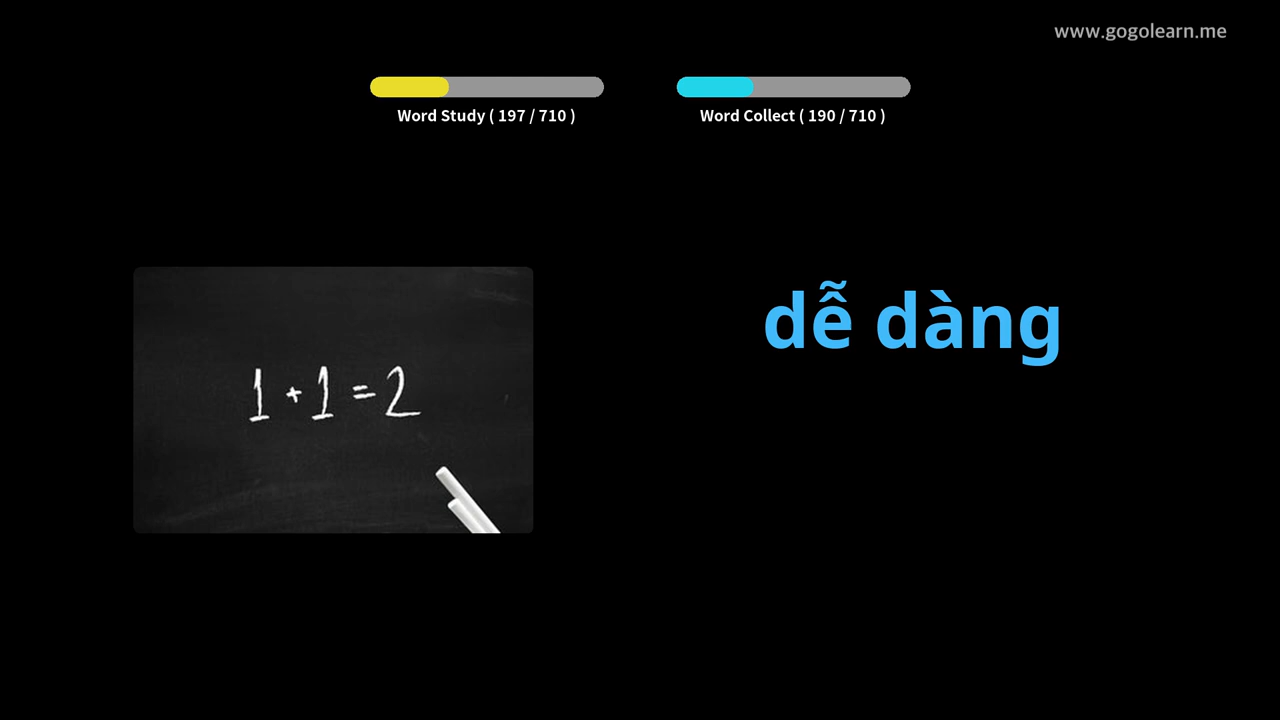 www.gogolearn.me
Word Study ( 197 / 710 )
Word Collect ( 190 / 710 )
dễ dàng
1 + 1 = 2